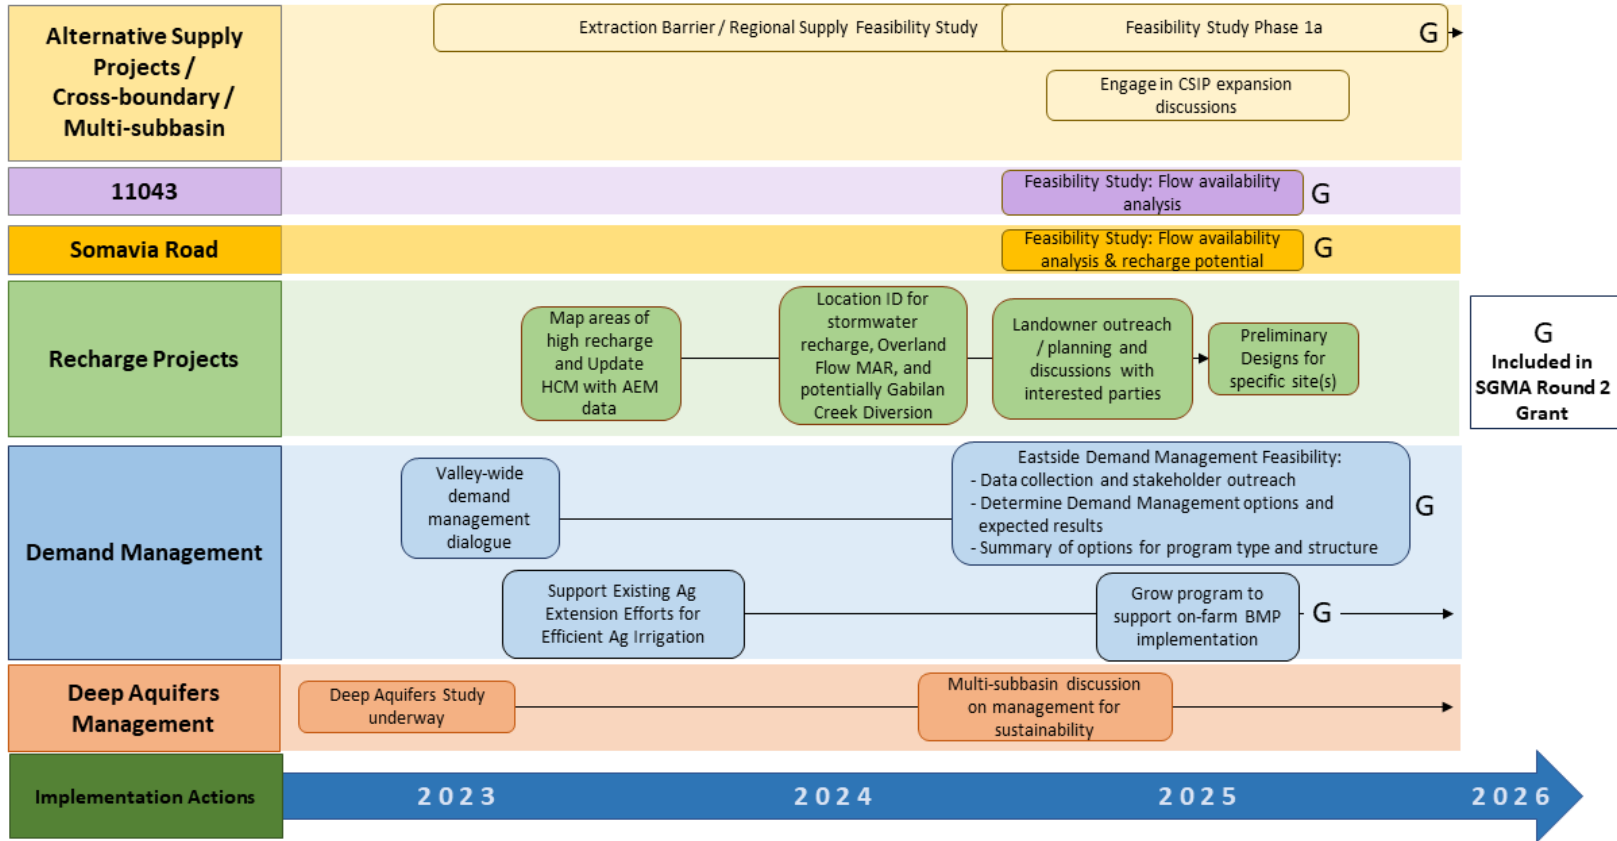 Alternative Supply
Projects /
Cross-boundary /
Multi-subbasin
Extraction Barrier / Regional Supply Feasibility Study
Feasibility Study Phase 1a
G
Engage in CSIP expansion
discussions
11043
Feasibility Study: Flow availability
analysis
G
Somavia Road
Feasibility Study: Flow availability
analysis & recharge potential
G
Recharge Projects
Map areas of
high recharge
and Update
HCM with AEM
data
Location ID for
stormwater
recharge, Overland
Flow MAR, and
potentially Gabilan
Creek Diversion
Landowner outreach
/ planning and
discussions with
interested parties
Preliminary
Designs for
specific site(s)
G
Included in
SGMA Round 2
Grant
Demand Management
Valley-wide
demand
management
dialogue
Eastside Demand Management Feasibility:
- Data collection and stakeholder outreach
- Determine Demand Management options and
expected results
- Summary of options for program type and structure
G
Support Existing Ag
Extension Efforts for
Efficient Ag Irrigation
Grow program to
support on-farm BMP
implementation
G
Deep Aquifers
Management
Deep Aquifers Study
underway
Multi-subbasin discussion
on management for
sustainability
Implementation Actions
2023
2024
2025
2026